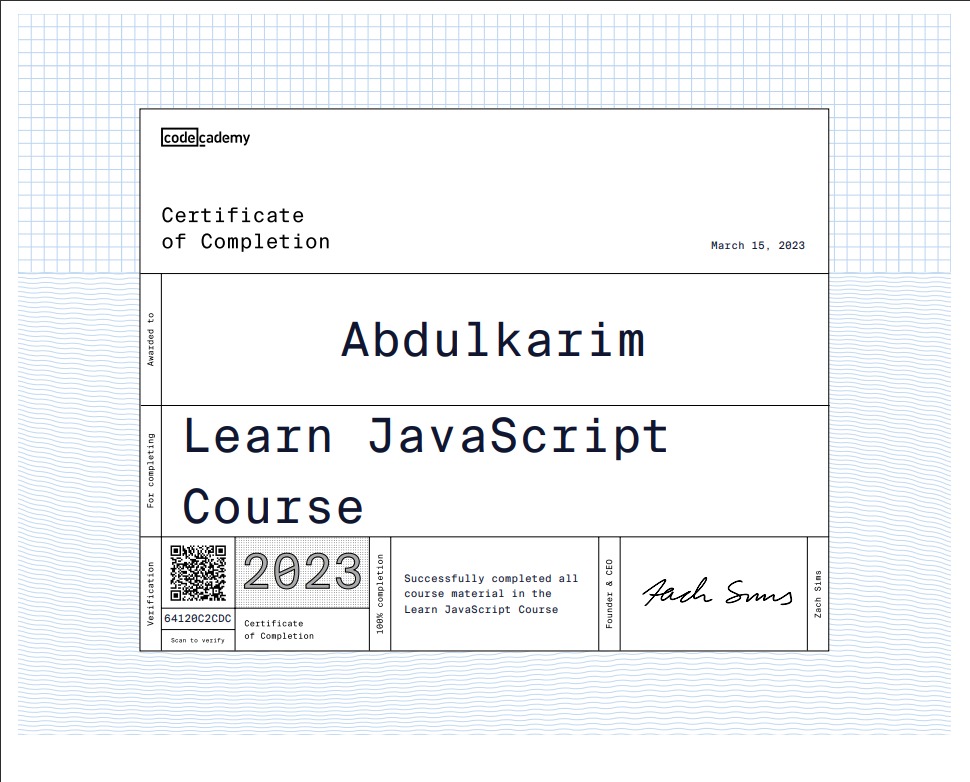 codecademy
Certificate
of Completion
March 15, 2023
Awarded to
Abdulkarim
For completing
Learn JavaScript
Course
Verification
64120C2CDC
Scan to verify
2023
Certificate
of Completion
100% completion
Successfully completed all
course material in the
Learn JavaScript Course
Founder & CEO
Zach Sims
Zach Sims